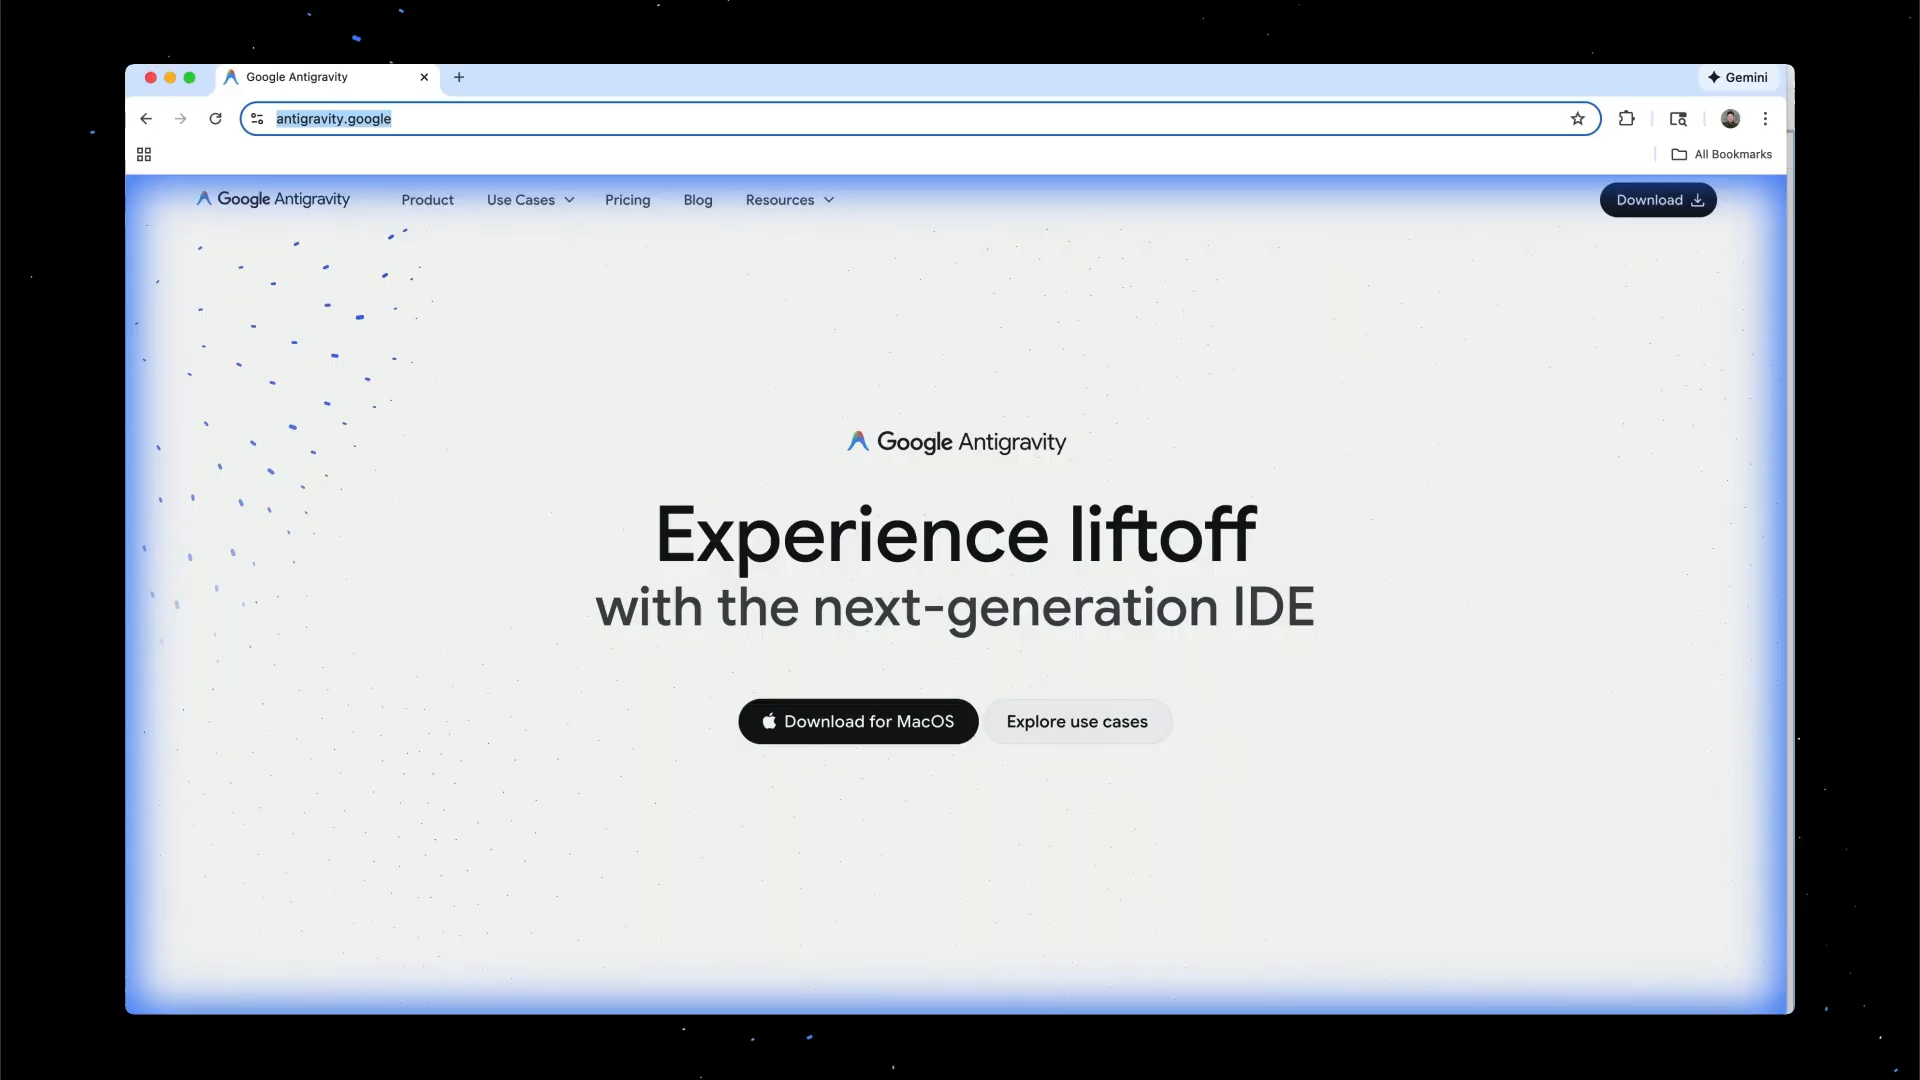 Google Antigravity
Gemini
antigravity.google
All Bookmarks
Google Antigravity
Product
Use Cases
Pricing
Blog
Resources
Download
Google Antigravity
Experience liftoff
with the next-generation IDE
Download for MacOS
Explore use cases